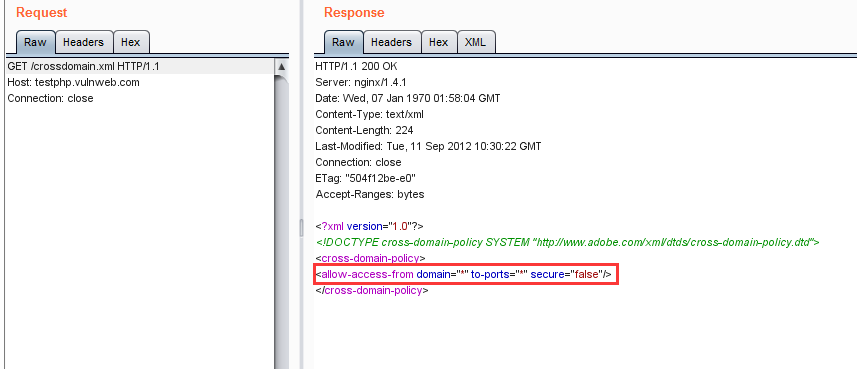 Request
Response
Raw Headers Hex
Raw Headers Hex XML
GET /crossdomain.xml HTTP/1.1
Host: testphp.vulnweb.com
Connection: close
HTTP/1.1 200 OK
Server: nginx/1.4.1
Date: Wed, 07 Jan 1970 01:58:04 GMT
Content-Type: text/xml
Content-Length: 224
Last-Modified: Tue, 11 Sep 2012 10:30:22 GMT
Connection: close
ETag: "504f12be-e0"
Accept-Ranges: bytes
<?xml version="1.0"?>
<!DOCTYPE cross-domain-policy SYSTEM "http://www.adobe.com/xml/dtds/cross-domain-policy.dtd">
<cross-domain-policy>
<allow-access-from domain="*" to-ports="*" secure="false"/>
</cross-domain-policy>